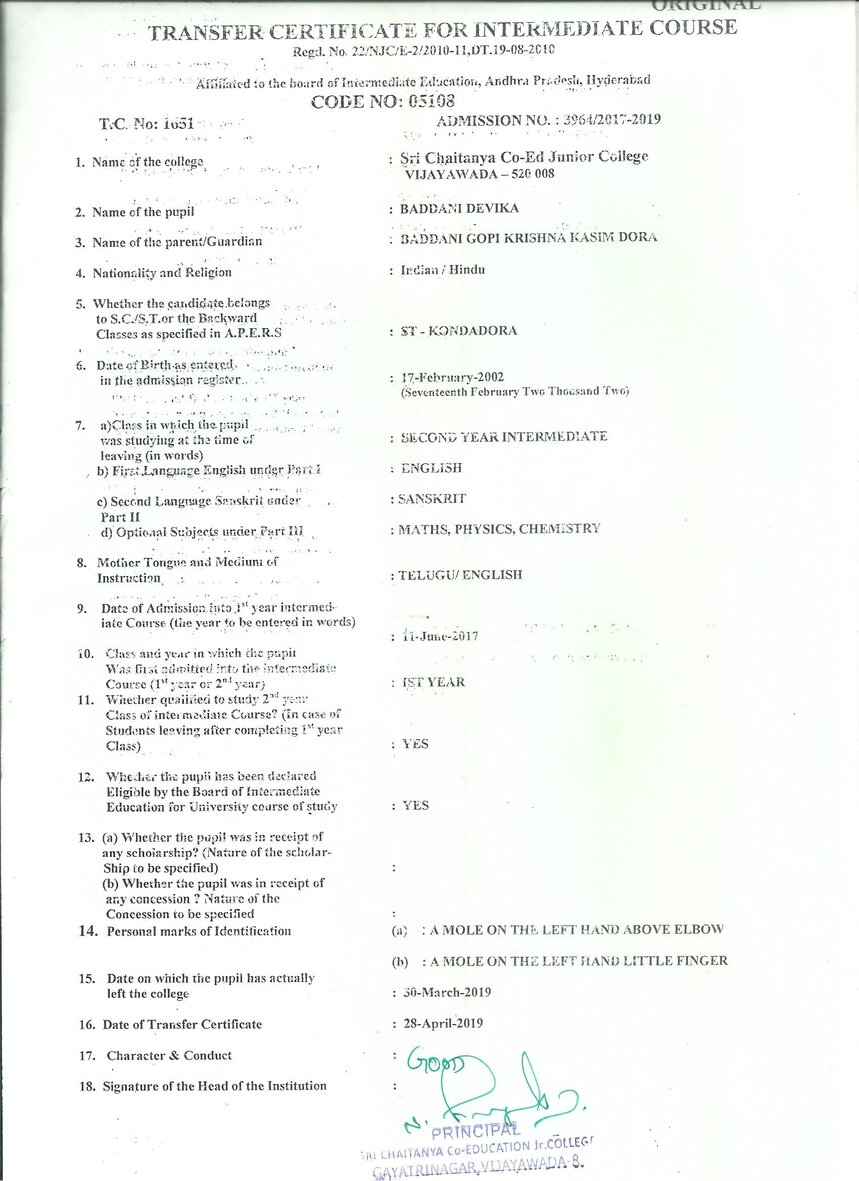 ORIGINAL
TRANSFER CERTIFICATE FOR INTERMEDIATE COURSE
Regd. No. 22/NJC/E-2/2010-11,DT.19-08-2010
Affiliated to the board of Intermediate Education, Andhra Pradesh, Hyderabad
CODE NO: 05108
T.C. No: 1651
ADMISSION NO. : 3964/2017-2019
1. Name of the college : Sri Chaitanya Co-Ed Junior College
VIJAYAWADA – 520 008
2. Name of the pupil : BADDANI DEVIKA
3. Name of the parent/Guardian : BADDANI GOPI KRISHNA KASIM DORA
4. Nationality and Religion : Indian / Hindu
5. Whether the candidate belongs
to S.C./S.T.or the Backward
Classes as specified in A.P.E.R.S : ST - KONDADORA
6. Date of Birth as entered
in the admission register : 17-February-2002
(Seventeenth February Two Thousand Two)
7. a)Class in which the pupil
was studying at the time of : SECOND YEAR INTERMEDIATE
leaving (in words)
b) First Language English under Part I : ENGLISH
c) Second Language Sanskrit under : SANSKRIT
Part II
d) Optional Subjects under Part III : MATHS, PHYSICS, CHEMISTRY
8. Mother Tongue and Medium of
Instruction : TELUGU/ ENGLISH
9. Date of Admission into 1st year intermed-
iate Course (the year to be entered in words)
: 11-June-2017
10. Class and year in which the pupil
Was first admitted into the intermediate
Course (1st year or 2nd year) : IST YEAR
11. Whether qualified to study 2nd year
Class of intermediate Course? (In case of
Students leaving after completing 1st year
Class) : YES
12. Whether the pupil has been declared
Eligible by the Board of Intermediate
Education for University course of study : YES
13. (a) Whether the pupil was in receipt of
any scholarship? (Nature of the scholar-
Ship to be specified) :
(b) Whether the pupil was in receipt of
any concession ? Nature of the
Concession to be specified :
14. Personal marks of Identification (a) : A MOLE ON THE LEFT HAND ABOVE ELBOW
(b) : A MOLE ON THE LEFT HAND LITTLE FINGER
15. Date on which the pupil has actually
left the college : 30-March-2019
16. Date of Transfer Certificate : 28-April-2019
17. Character & Conduct : GOOD
18. Signature of the Head of the Institution :
PRINCIPAL
SRI CHAITANYA Co-EDUCATION Jr.COLLEGE
GAYATRINAGAR,VIJAYAWADA-8.